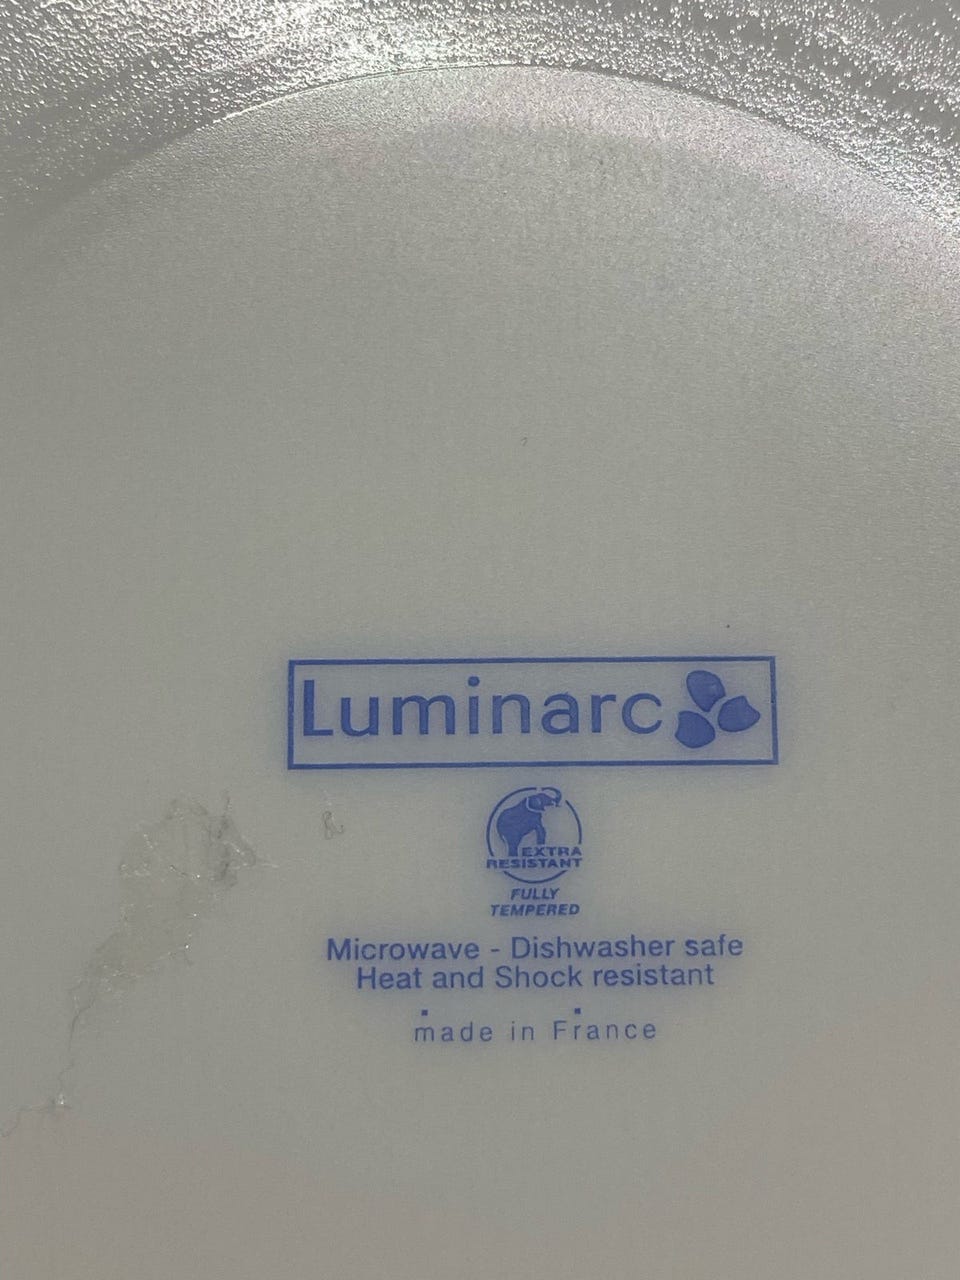 Luminarc
EXTRA
RESISTANT
FULLY
TEMPERED
Microwave - Dishwasher safe
Heat and Shock resistant
made in France